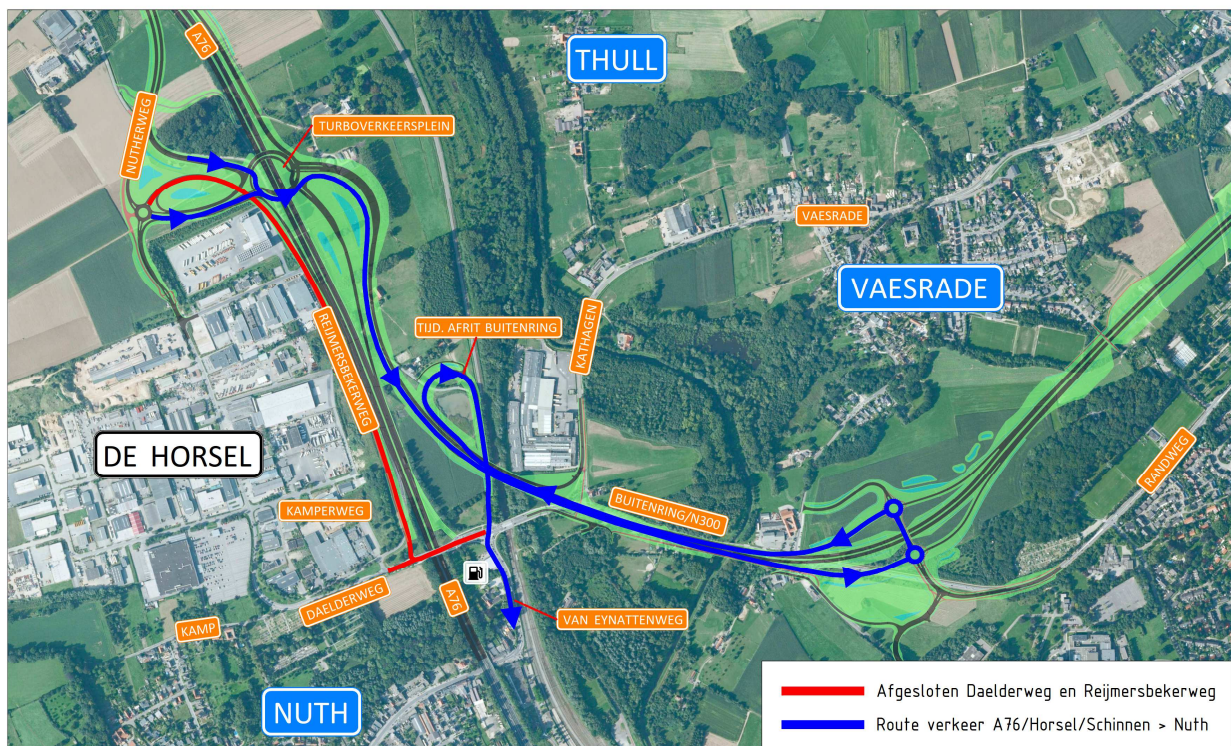 A76
THULL
TURBOVERKEERSPLEIN
NUTHERWEG
VAESRADE
VAESRADE
TIJD. AFRIT BUITENRING
KATHAGEN
REIJMERSBEKERWEG
DE HORSEL
RANDWEG
BUITENRING/N300
KAMPERWEG
DAELDERWEG
A76
KAMP
VAN EYNATTENWEG
NUTH
Afgesloten Daelderweg en Reijmersbekerweg
Route verkeer A76/Horsel/Schinnen > Nuth